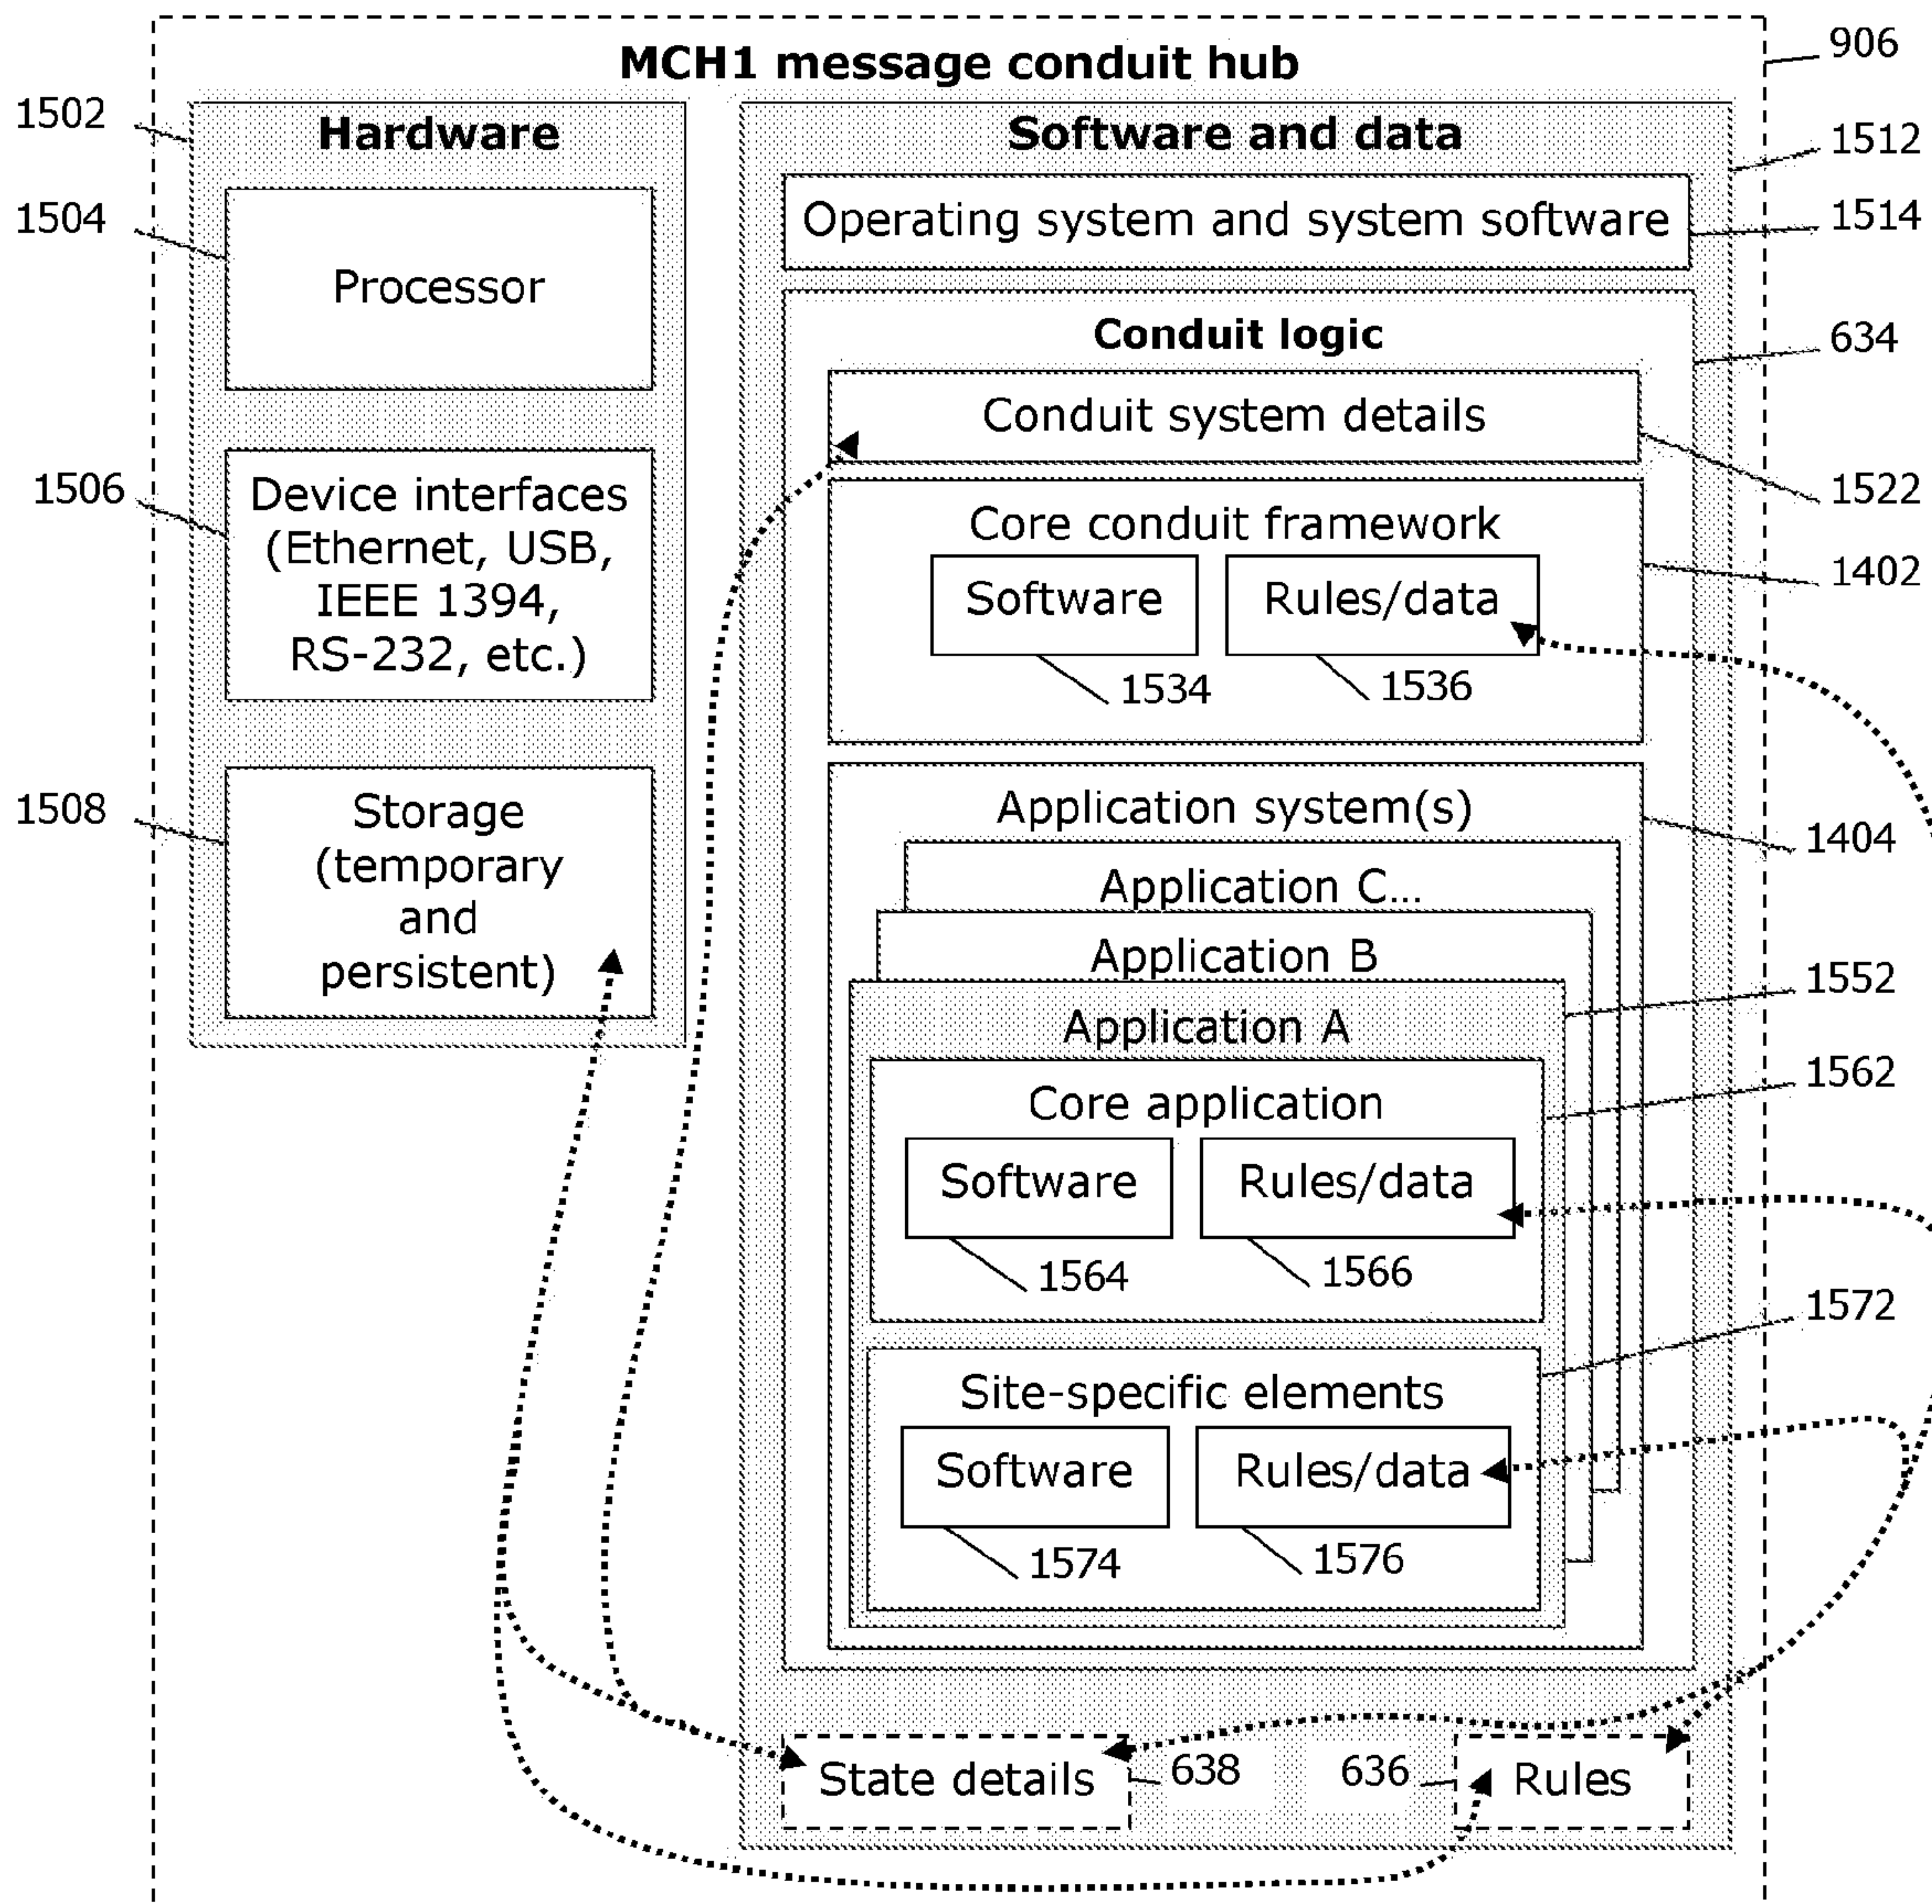 MCH1 message conduit hub
906
1502
Hardware
1504
Processor
1506
Device interfaces
(Ethernet, USB,
IEEE 1394,
RS-232, etc.)
1508
Storage
(temporary
and
persistent)
Software and data
1512
Operating system and system software
1514
Conduit logic
634
Conduit system details
1522
Core conduit framework
1402
Software
Rules/data
1534
1536
Application system(s)
1404
Application C...
Application B
Application A
1552
Core application
1562
Software
Rules/data
1564
1566
Site-specific elements
1572
Software
Rules/data
1574
1576
State details
638
636
Rules